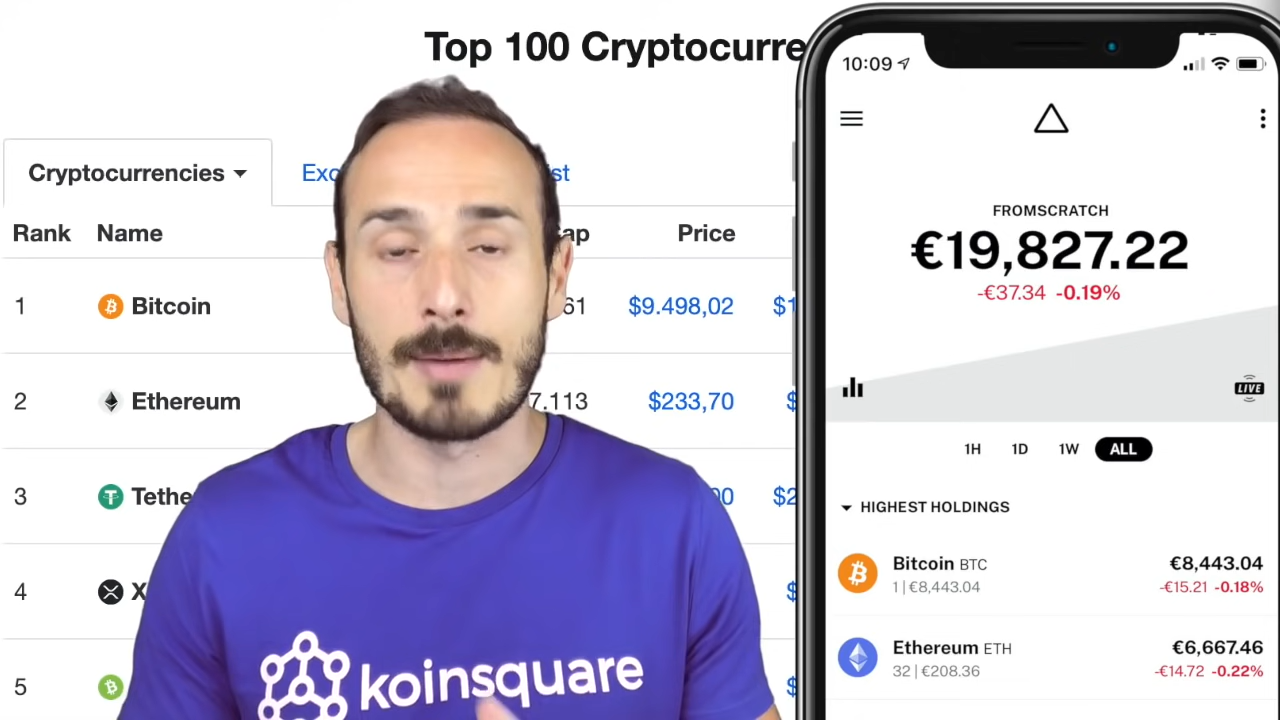 Top 100 Cryptocurre
Cryptocurrencies
Exc
st
Rank Name
ap
Price
1 Bitcoin
61 $9.498,02
2 Ethereum
7.113 $233,70
3 Tethe
4 X
5
koinsquare
10:09
FROMSCRATCH
€19,827.22
-€37.34 -0.19%
LIVE
1H 1D 1W ALL
HIGHEST HOLDINGS
Bitcoin BTC €8,443.04
1 | €8,443.04 -€15.21 -0.18%
Ethereum ETH €6,667.46
32 | €208.36 -€14.72 -0.22%